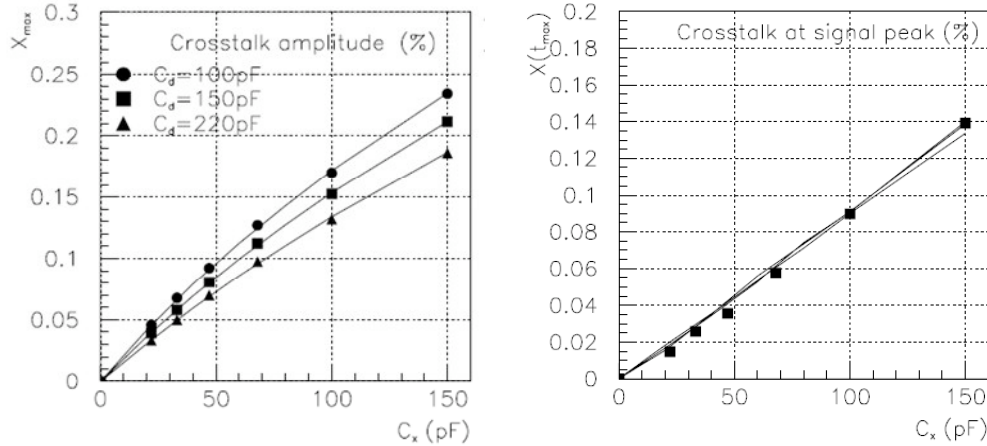 X_max
0.3
0.25
0.2
0.15
0.1
0.05
0
Crosstalk amplitude (%)
C_d=100pF
C_d=150pF
C_d=220pF
0 50 100 150
C_x (pF)
X(t_max)
0.2
0.18
0.16
0.14
0.12
0.1
0.08
0.06
0.04
0.02
0
Crosstalk at signal peak (%)
0 50 100 150
C_x (pF)